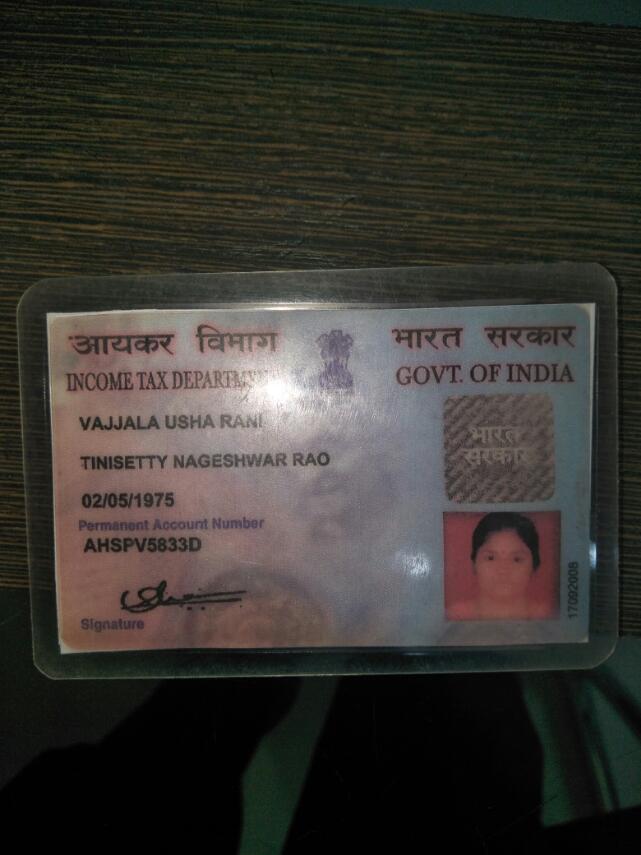 आयकर विभाग
भारत सरकार
INCOME TAX DEPARTMENT
GOVT. OF INDIA
VAJJALA USHA RANI
भारत
सरकार
TINISETTY NAGESHWAR RAO
02/05/1975
Permanent Account Number
AHSPV5833D
17092008
Signature